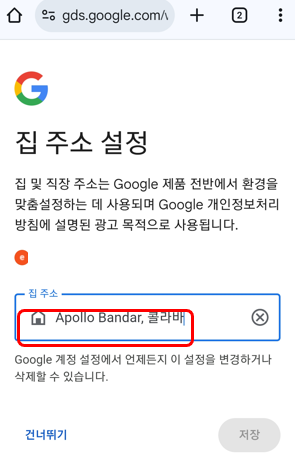 gds.google.com/
2
G
집 주소 설정
집 및 직장 주소는 Google 제품 전반에서 환경을
맞춤설정하는 데 사용되며 Google 개인정보처리
방침에 설명된 광고 목적으로 사용됩니다.
e
집 주소
Apollo Bandar, 콜라배
Google 계정 설정에서 언제든지 이 설정을 변경하거나
삭제할 수 있습니다.
건너뛰기
저장